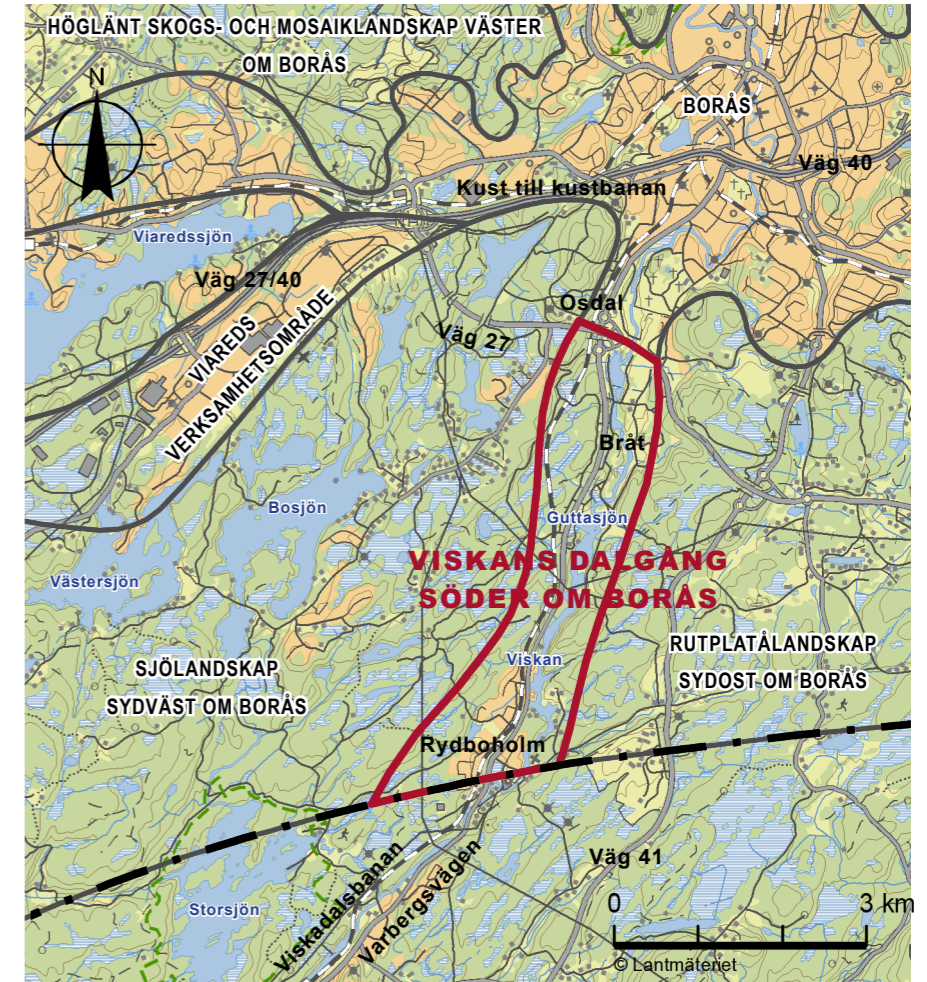 HÖGLÄNT SKOGS- OCH MOSAIKLANDSKAP VÄSTER
OM BORÅS
N
BORÅS
Väg 40
Kust till kustbanan
Viaredssjön
Väg 27/40
Osdal
VIAREDS
VERKSAMHETSOMRÅDE
Väg 27
Bråt
Bosjön
Guttasjön
VISKANS DALGÅNG
SÖDER OM BORÅS
Västersjön
RUTPLATÅLANDSKAP
SYDOST OM BORÅS
Viskan
SJÖLANDSKAP
SYDVÄST OM BORÅS
Rydboholm
Väg 41
Viskadalsbanan
Varbergsvägen
Storsjön
0
3 km
© Lantmäteriet